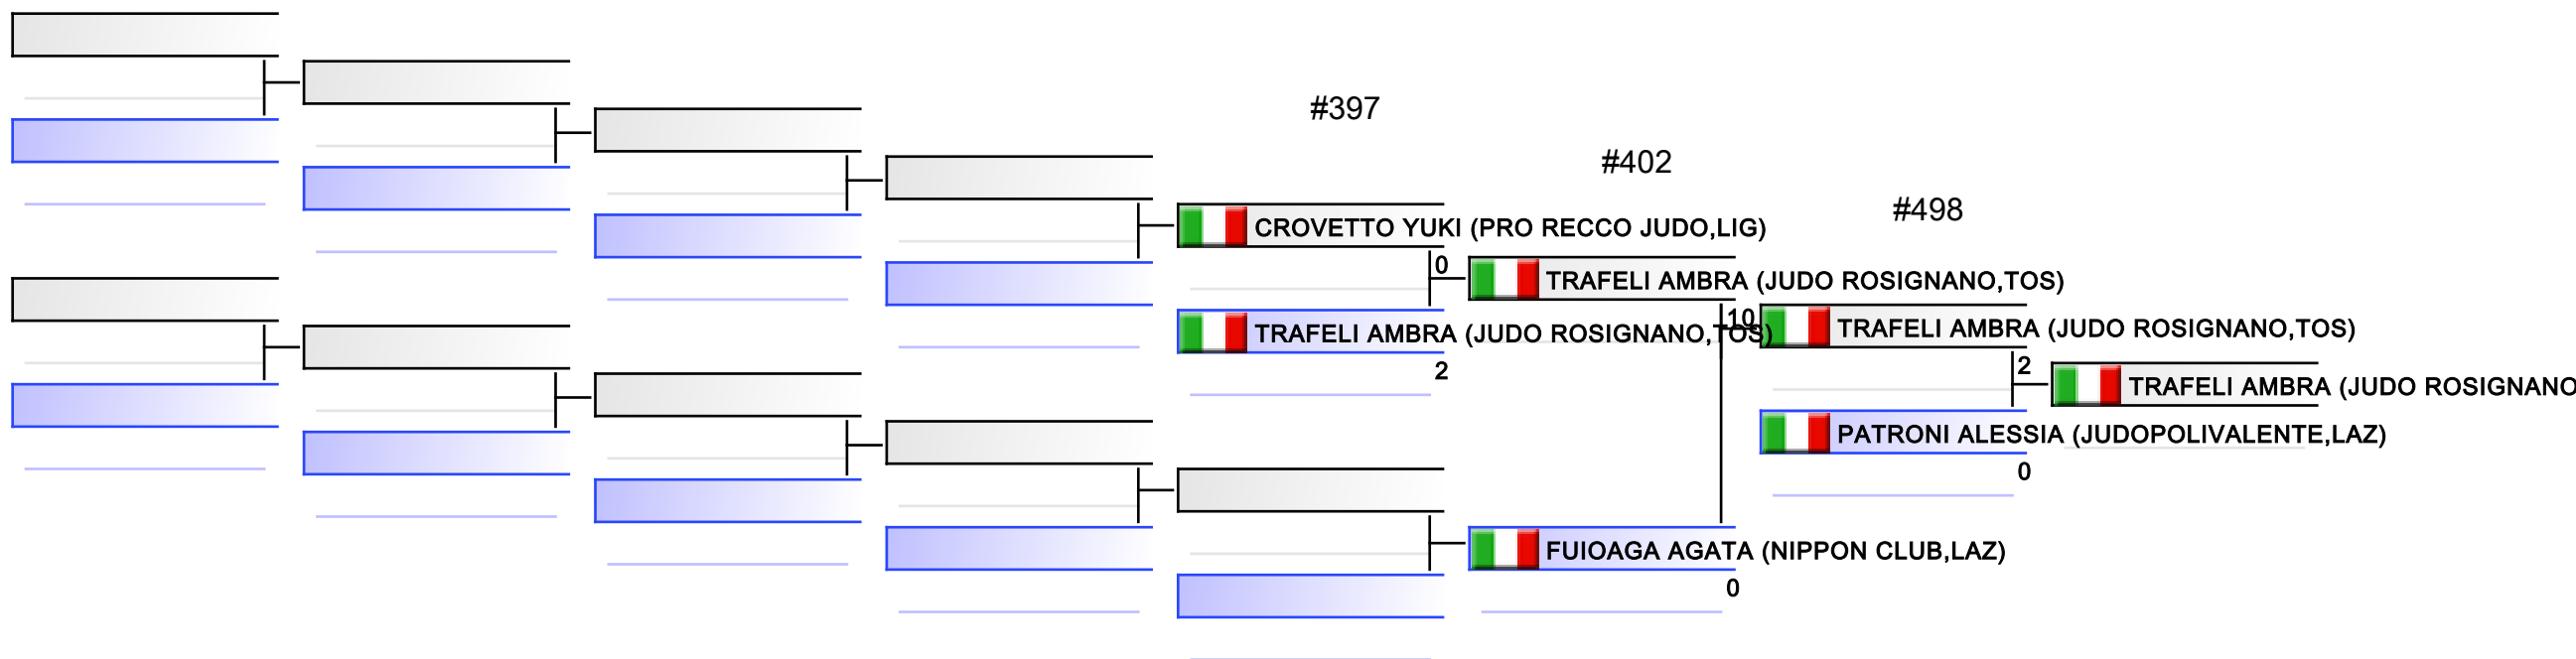 #397
#402
#498
CROVETTO YUKI (PRO RECCO JUDO,LIG)
0
TRAFELI AMBRA (JUDO ROSIGNANO,TOS)
TRAFELI AMBRA (JUDO ROSIGNANO,TOS)
2
10
FUIOAGA AGATA (NIPPON CLUB,LAZ)
0
TRAFELI AMBRA (JUDO ROSIGNANO,TOS)
2
PATRONI ALESSIA (JUDOPOLIVALENTE,LAZ)
0
TRAFELI AMBRA (JUDO ROSIGNANO